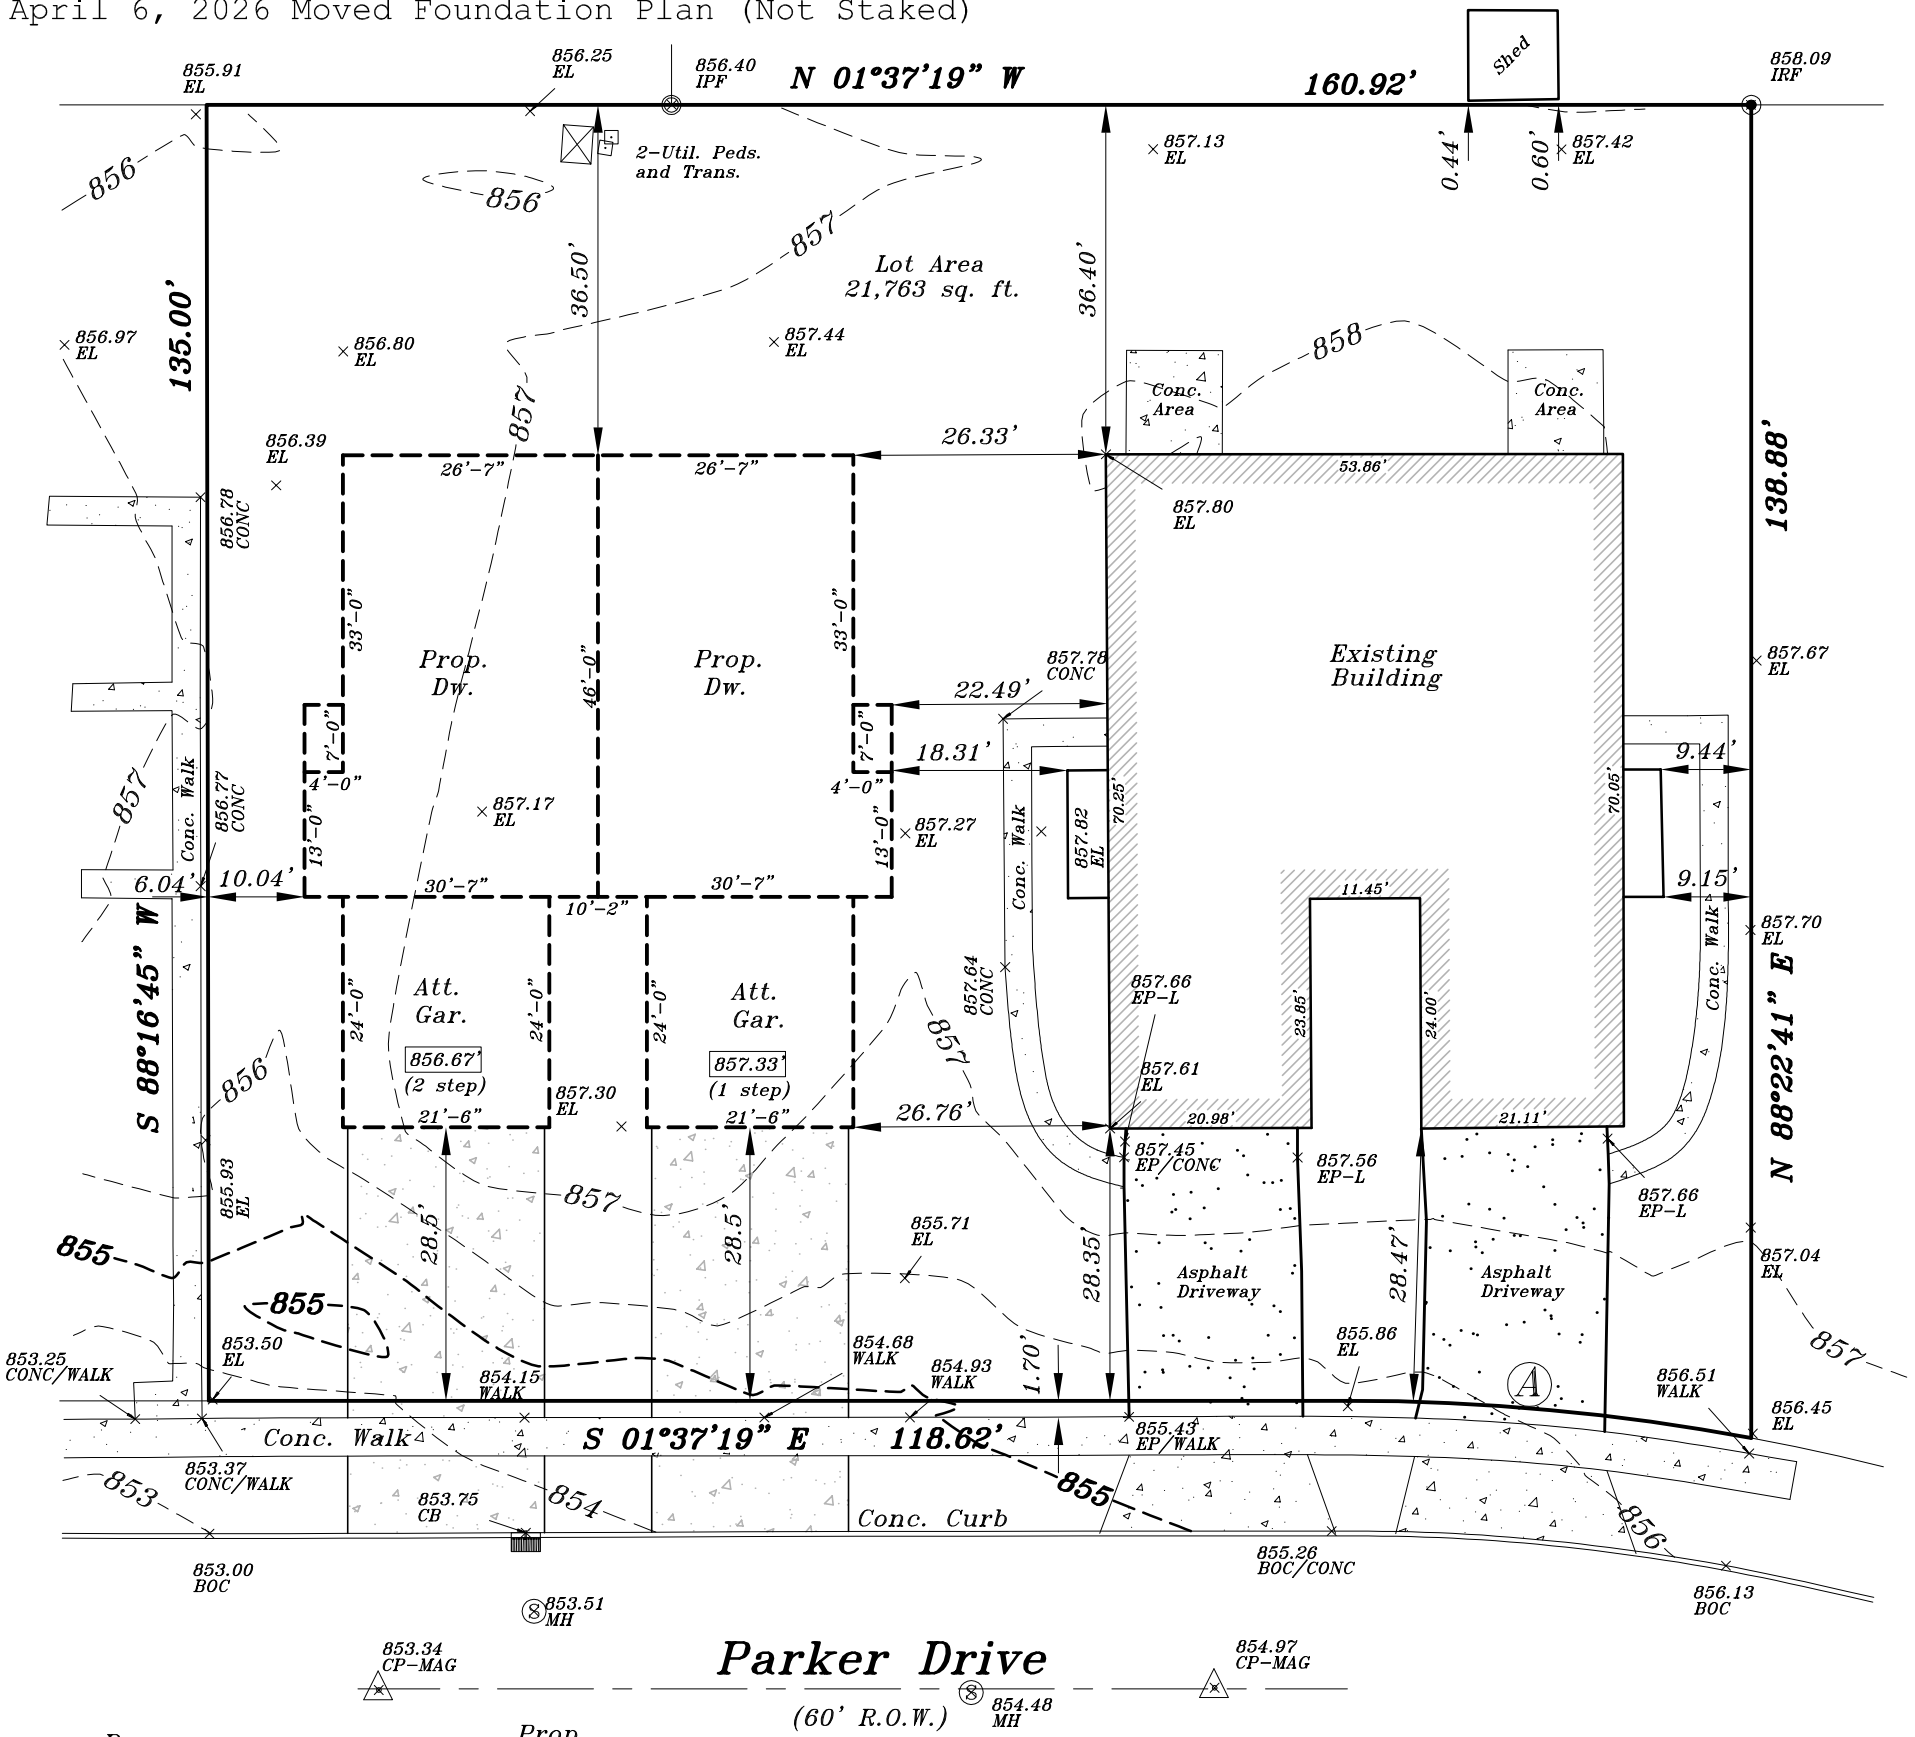 April 6, 2026 Moved Foundation Plan (Not Staked)
855.91
EL
856.25
EL
856.40
IPF
N 01°37'19" W
160.92'
Shed
858.09
IRF
856
856
2-Util. Peds.
and Trans.
857
857.13
EL
0.44'
0.60'
857.42
EL
36.50'
Lot Area
21,763 sq. ft.
36.40'
135.00'
856.97
EL
856.80
EL
857.44
EL
858
857
Conc.
Area
Conc.
Area
856.39
EL
26.33'
138.88'
26'-7"
26'-7"
53.86'
856.78
CONC
857.80
EL
33'-0"
33'-0"
46'-0"
Prop.
Dw.
Prop.
Dw.
857.78
CONC
Existing
Building
857.67
EL
22.49'
7'-0"
7'-0"
18.31'
9.44'
4'-0"
4'-0"
857
Conc. Walk
856.77
CONC
857.17
EL
13'-0"
13'-0"
857.27
EL
Conc. Walk
857.82
EL
70.25'
70.05'
6.04'
10.04'
30'-7"
30'-7"
10'-2"
11.45'
9.15'
857.70
EL
Conc. Walk
S 88°16'45" W
N 88°22'41" E
24'-0"
24'-0"
24'-0"
Att.
Gar.
Att.
Gar.
857.64
CONC
857.66
EP-L
23.85'
24.00'
856
856.67'
(2 step)
857.33'
(1 step)
857
857.61
EL
857.30
EL
21'-6"
21'-6"
26.76'
20.98'
21.11'
857.45
EP/CONC
857.56
EP-L
857.66
EP-L
855.93
EL
857
855
28.5'
28.5'
855.71
EL
28.35'
28.47'
Asphalt
Driveway
Asphalt
Driveway
857.04
EL
855
853.50
EL
853.25
CONC/WALK
854.15
WALK
854.68
WALK
854.93
WALK
1.70'
855.86
EL
A
856.51
WALK
857
856.45
EL
Conc. Walk
S 01°37'19" E
118.62'
855.43
EP/WALK
853.37
CONC/WALK
853
853.75
CB
854
855
Conc. Curb
856
853.00
BOC
855.26
BOC/CONC
856.13
BOC
853.51
MH
853.34
CP-MAG
Parker Drive
854.97
CP-MAG
(60' R.O.W.)
854.48
MH
Prop